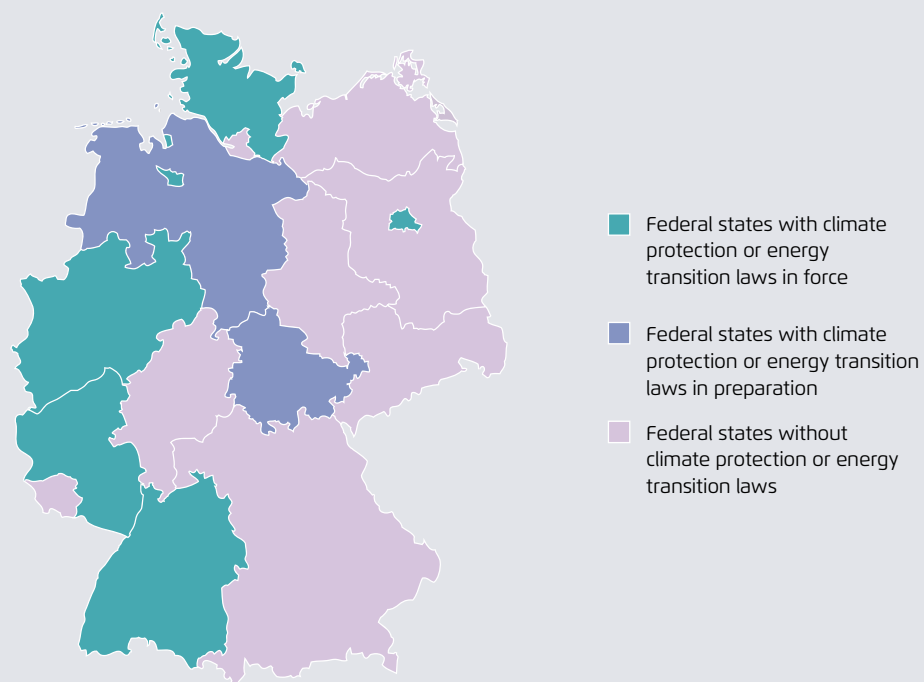 Federal states with climate
protection or energy
transition laws in force
Federal states with climate
protection or energy transition
laws in preparation
Federal states without
climate protection or energy
transition laws